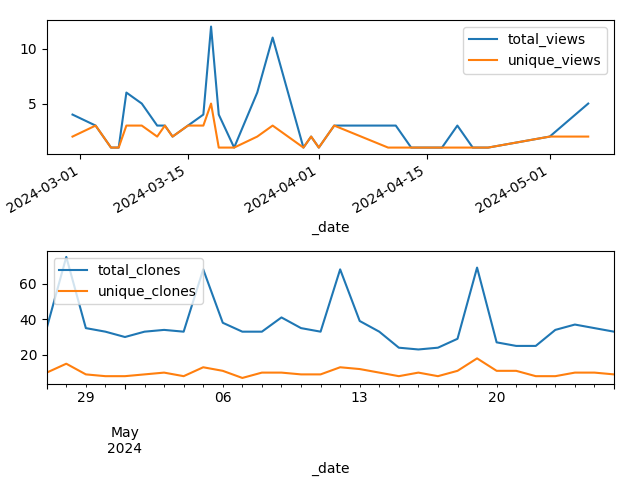 10
5
total_views
unique_views
2024-03-01
2024-03-15
2024-04-01
2024-04-15
2024-05-01
_date
60
40
20
total_clones
unique_clones
29
06
13
20
May
2024
_date